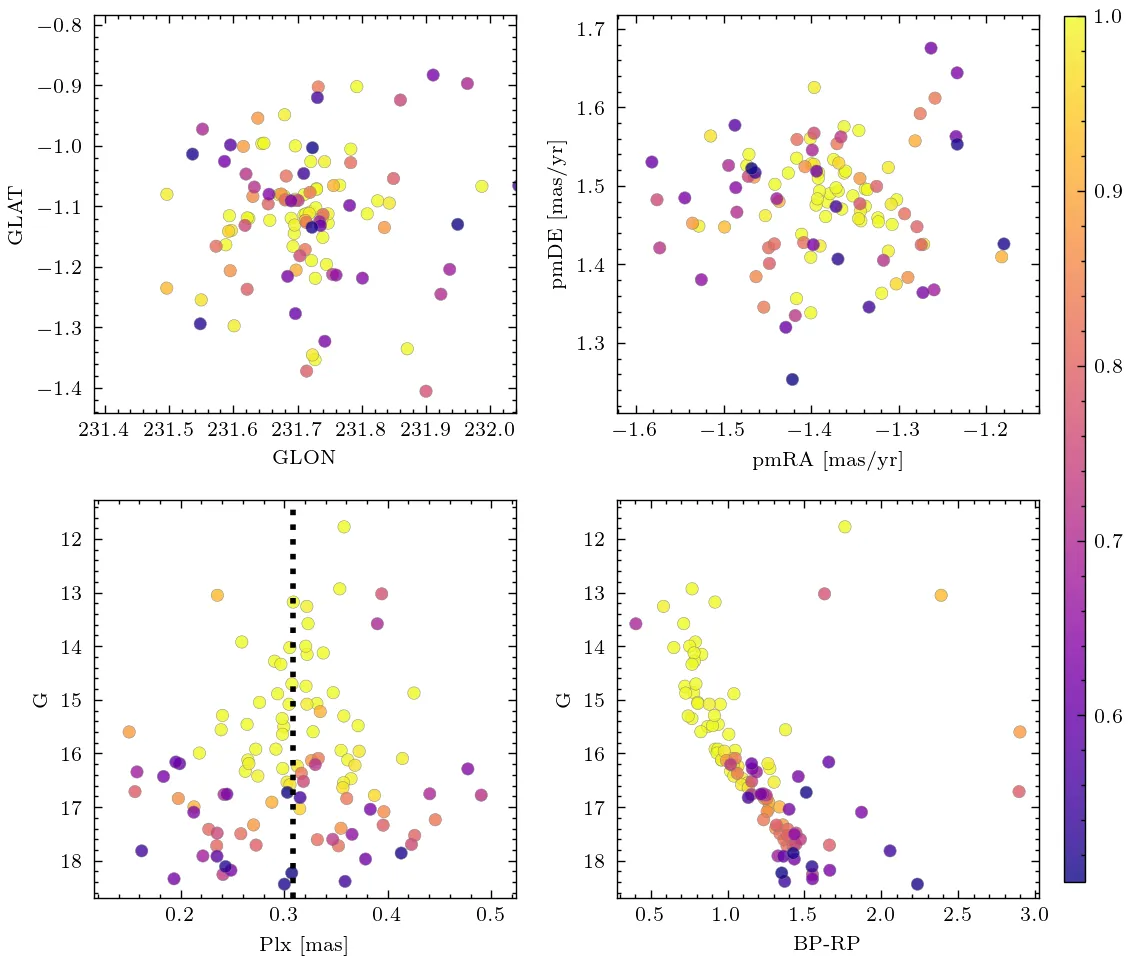 −0.8
−0.9
−1.0
−1.1
−1.2
−1.3
−1.4
GLAT
231.4 231.5 231.6 231.7 231.8 231.9 232.0
GLON
1.7
1.6
1.5
1.4
1.3
pmDE [mas/yr]
−1.6 −1.5 −1.4 −1.3 −1.2
pmRA [mas/yr]
1.0
0.9
0.8
0.7
0.6
12
13
14
15
16
17
18
G
0.2 0.3 0.4 0.5
Plx [mas]
12
13
14
15
16
17
18
G
0.5 1.0 1.5 2.0 2.5 3.0
BP-RP